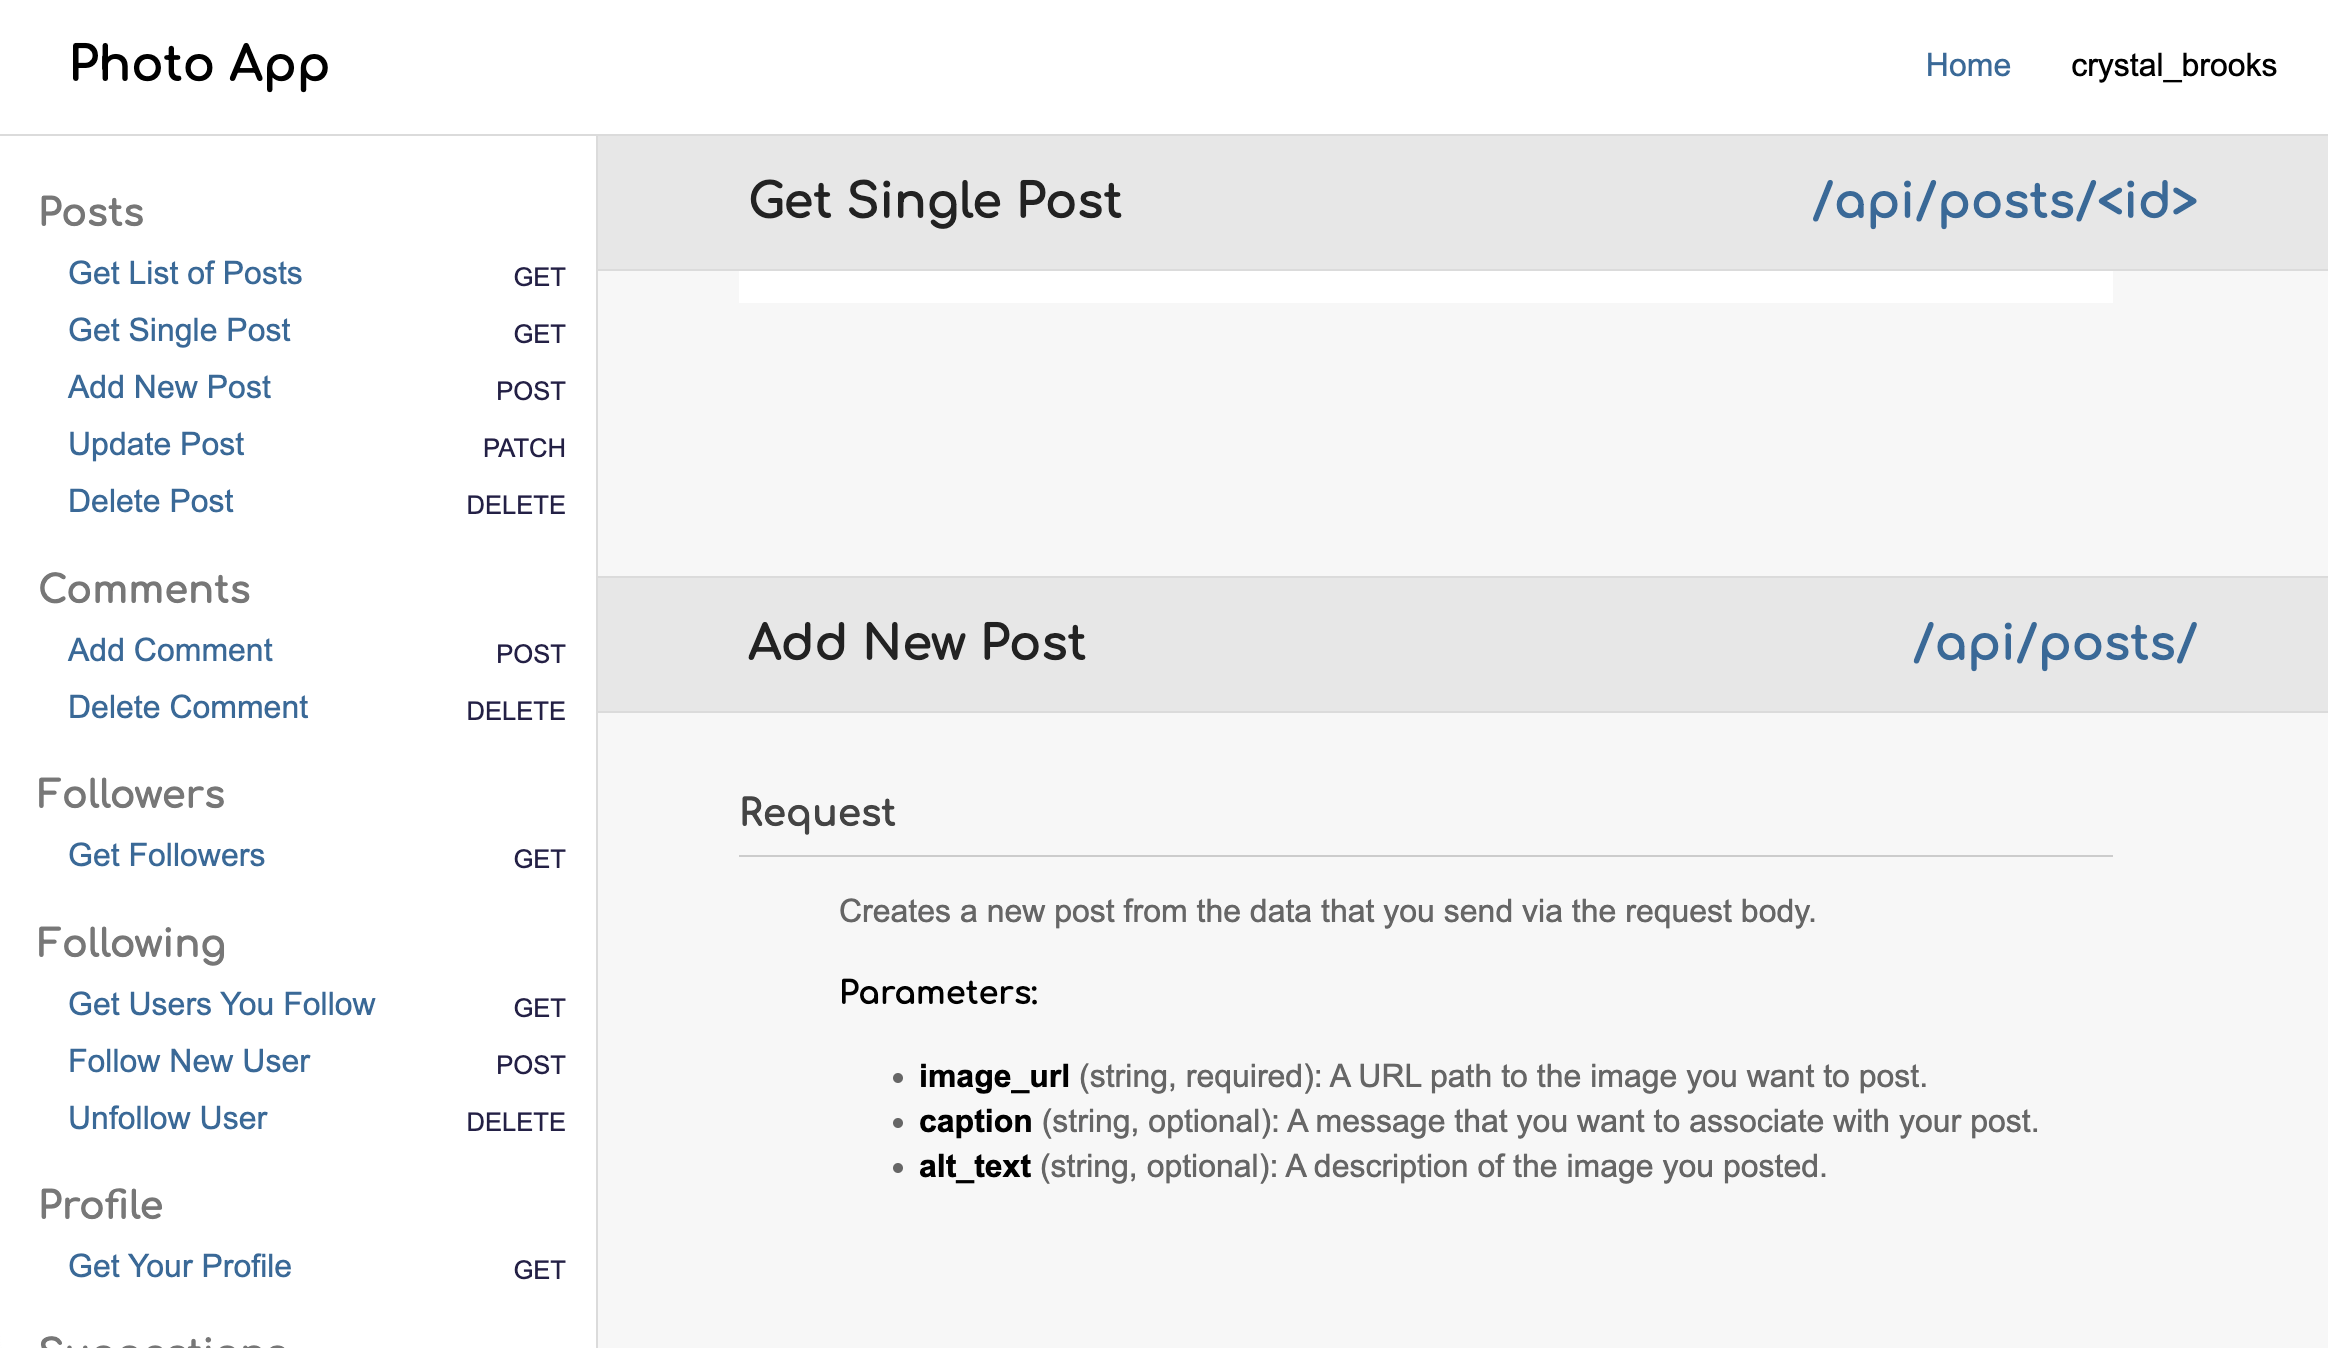 Photo App
Home
crystal_brooks
Posts
Get List of Posts GET
Get Single Post GET
Add New Post POST
Update Post PATCH
Delete Post DELETE
Comments
Add Comment POST
Delete Comment DELETE
Followers
Get Followers GET
Following
Get Users You Follow GET
Follow New User POST
Unfollow User DELETE
Profile
Get Your Profile GET
Suggestions
Get Single Post /api/posts/<id>
Add New Post /api/posts/
Request
Creates a new post from the data that you send via the request body.
Parameters:
• image_url (string, required): A URL path to the image you want to post.
• caption (string, optional): A message that you want to associate with your post.
• alt_text (string, optional): A description of the image you posted.